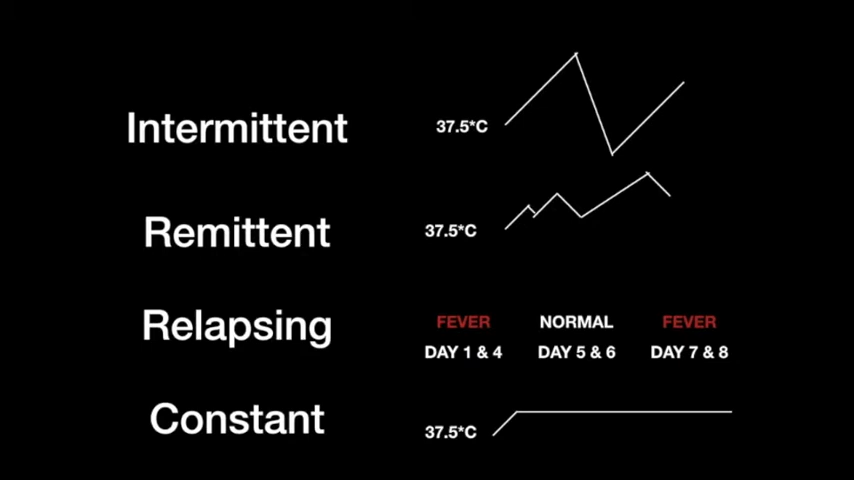 Intermittent
37.5*C
Remittent
37.5*C
Relapsing
FEVER NORMAL FEVER
DAY 1 & 4 DAY 5 & 6 DAY 7 & 8
Constant
37.5*C